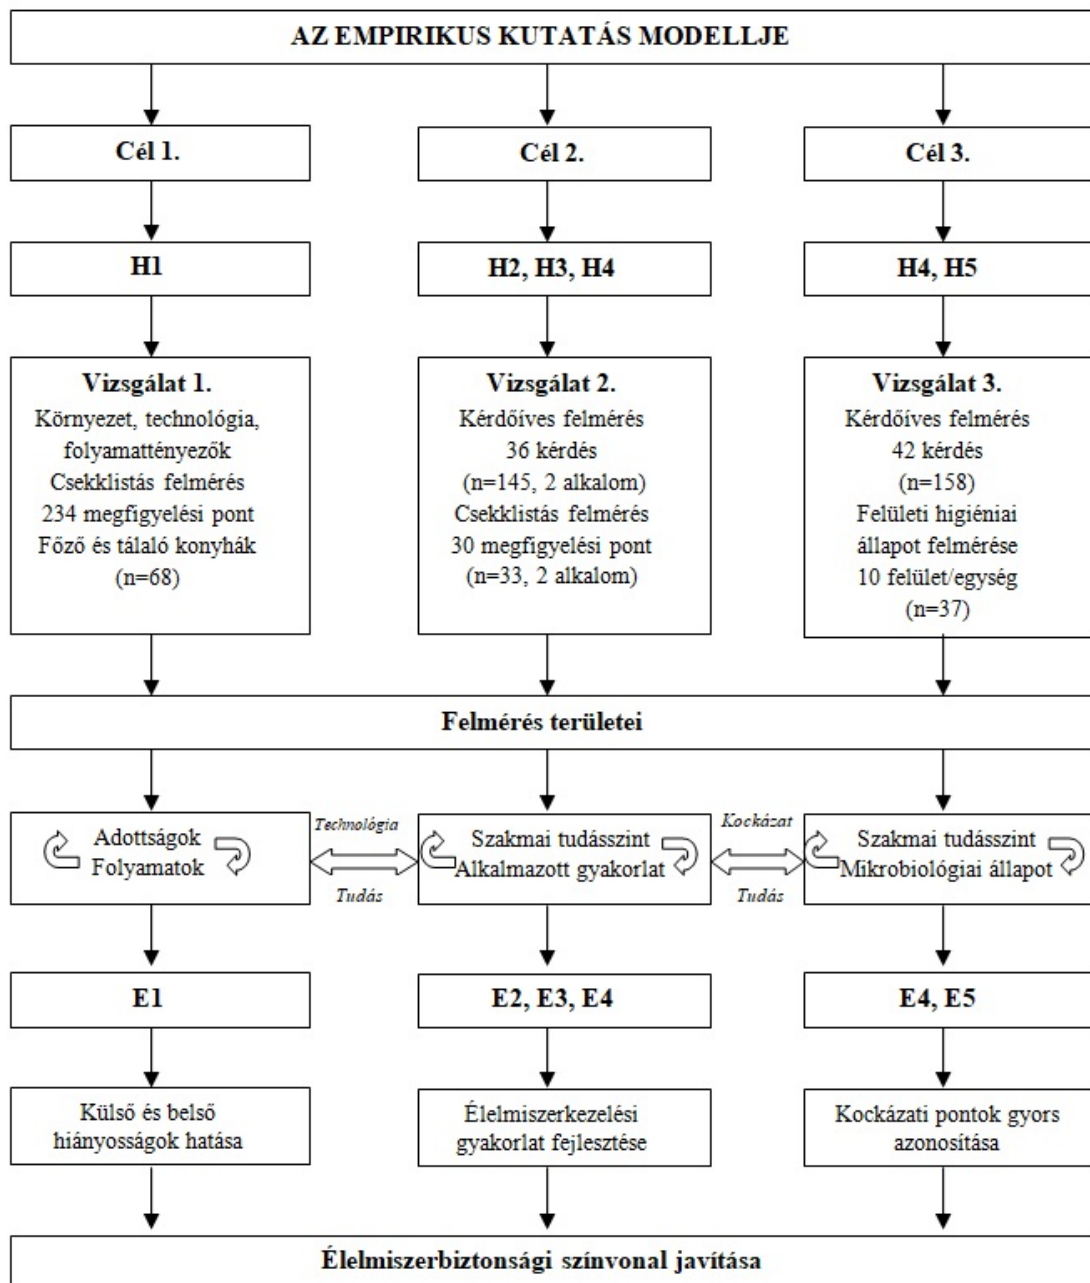 AZ EMPIRIKUS KUTATÁS MODELLJE
Cél 1.
Cél 2.
Cél 3.
H1
H2, H3, H4
H4, H5
Vizsgálat 1.
Környezet, technológia,
folyamattényezők
Csekklistás felmérés
234 megfigyelési pont
Főző és tálaló konyhák
(n=68)
Vizsgálat 2.
Kérdőíves felmérés
36 kérdés
(n=145, 2 alkalom)
Csekklistás felmérés
30 megfigyelési pont
(n=33, 2 alkalom)
Vizsgálat 3.
Kérdőíves felmérés
42 kérdés
(n=158)
Felületi higiéniai
állapot felmérése
10 felület/egység
(n=37)
Felmérés területei
Adottságok
Folyamatok
Technológia
Tudás
Szakmai tudásszint
Alkalmazott gyakorlat
Kockázat
Tudás
Szakmai tudásszint
Mikrobiológiai állapot
E1
E2, E3, E4
E4, E5
Külső és belső
hiányosságok hatása
Élelmiszerkezelési
gyakorlat fejlesztése
Kockázati pontok gyors
azonosítása
Élelmiszerbiztonsági színvonal javítása